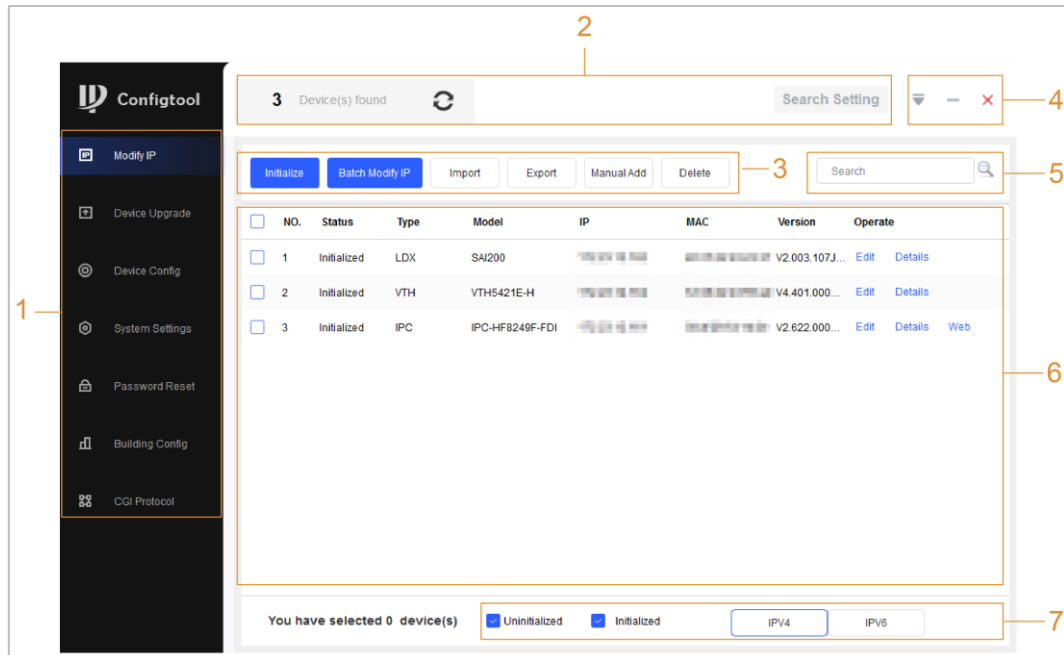 2
Configtool
3 Device(s) found
Search Setting
4
Modify IP
Initialize
Batch Modify IP
Import
Export
Manual Add
Delete
3
Search
5
Device Upgrade
NO. Status Type Model IP MAC Version Operate
1 Initialized LDX SAI200 V2.003.107J... Edit Details
Device Config
2 Initialized VTH VTH5421E-H V4.401.000... Edit Details
1
System Settings
3 Initialized IPC IPC-HF8249F-FDI V2.622.000... Edit Details Web
6
Password Reset
Building Config
CGI Protocol
You have selected 0 device(s)
Uninitialized
Initialized
IPV4
IPV6
7